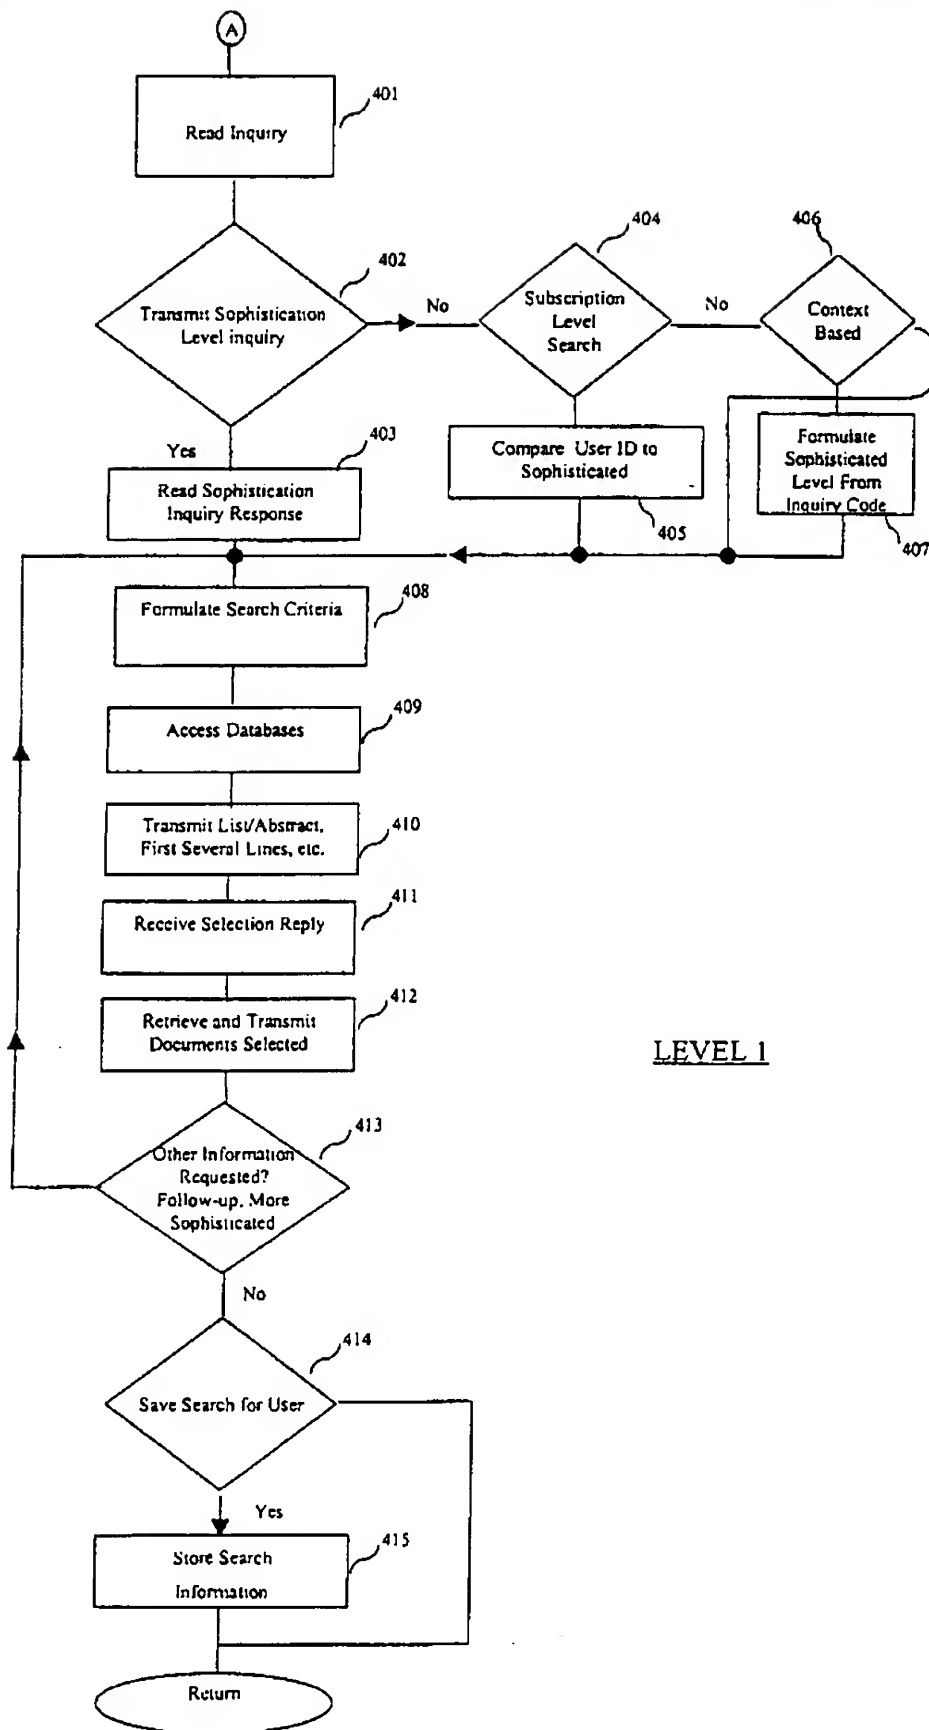 A
401
Read Inquiry
402
Transmit Sophistication
Level inquiry
No
404
Subscription
Level
Search
No
406
Context
Based
Yes
403
Read Sophistication
Inquiry Response
Compare User ID to
Sophisticated
405
Formulate
Sophisticated
Level From
Inquiry Code
407
Formulate Search Criteria
408
Access Databases
409
Transmit List/Abstract,
First Several Lines, etc.
410
Receive Selection Reply
411
Retrieve and Transmit
Documents Selected
412
LEVEL 1
Other Information
Requested?
Follow-up, More
Sophisticated
413
No
Save Search for User
414
Yes
Store Search
Information
415
Return